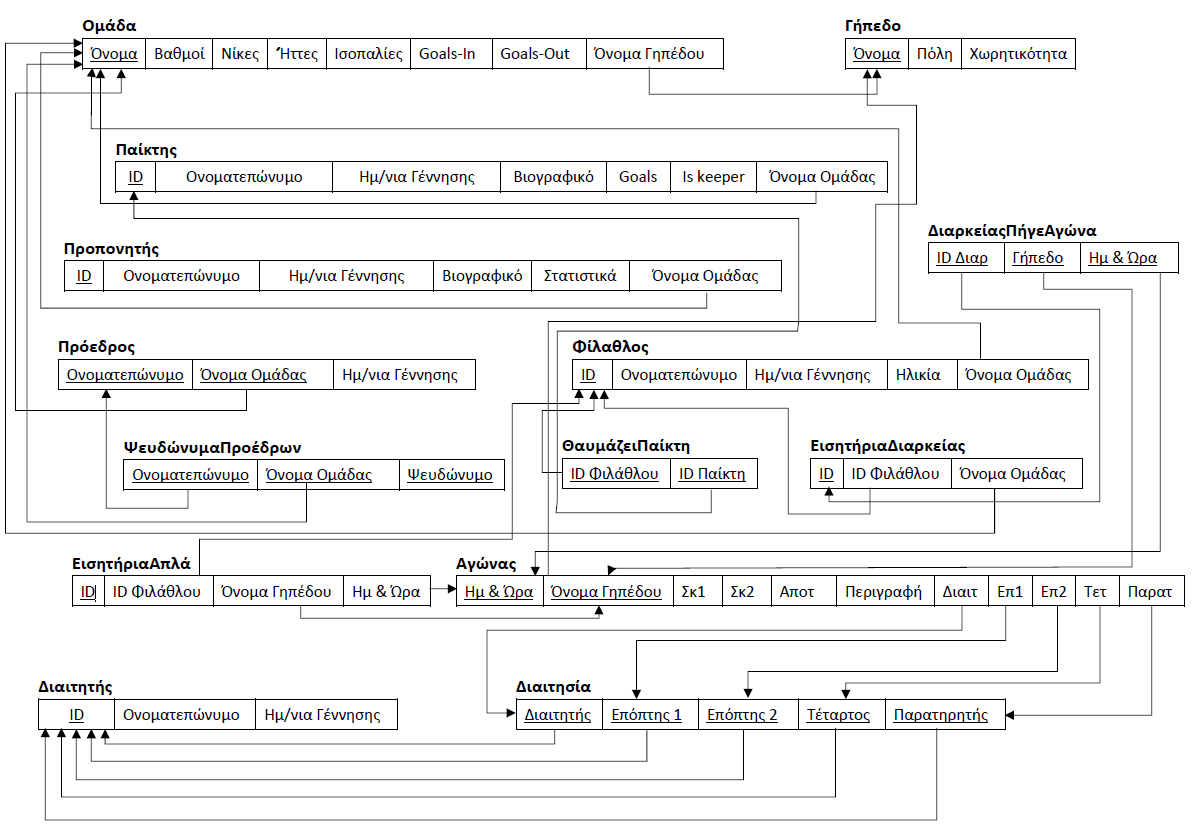 Ομάδα
Όνομα Βαθμοί Νίκες Ήττες Ισοπαλίες Goals-In Goals-Out Όνομα Γηπέδου
Γήπεδο
Όνομα Πόλη Χωρητικότητα
Παίκτης
ID Ονοματεπώνυμο Ημ/νια Γέννησης Βιογραφικό Goals Is keeper Όνομα Ομάδας
ΔιαρκείαςΠήγεΑγώνα
ID Διαρ Γήπεδο Ημ & Ώρα
Προπονητής
ID Ονοματεπώνυμο Ημ/νια Γέννησης Βιογραφικό Στατιστικά Όνομα Ομάδας
Πρόεδρος
Ονοματεπώνυμο Όνομα Ομάδας Ημ/νια Γέννησης
Φίλαθλος
ID Ονοματεπώνυμο Ημ/νια Γέννησης Ηλικία Όνομα Ομάδας
ΨευδώνυμαΠροέδρων
Ονοματεπώνυμο Όνομα Ομάδας Ψευδώνυμο
ΘαυμάζειΠαίκτη
ID Φιλάθλου ID Παίκτη
ΕισητήριαΔιαρκείας
ID ID Φιλάθλου Όνομα Ομάδας
ΕισητήριαΑπλά
ID ID Φιλάθλου Όνομα Γηπέδου Ημ & Ώρα
Αγώνας
Ημ & Ώρα Όνομα Γηπέδου Σκ1 Σκ2 Αποτ Περιγραφή Διαιτ Επ1 Επ2 Τετ Παρατ
Διαιτητής
ID Ονοματεπώνυμο Ημ/νια Γέννησης
Διαιτησία
Διαιτητής Επόπτης 1 Επόπτης 2 Τέταρτος Παρατηρητής